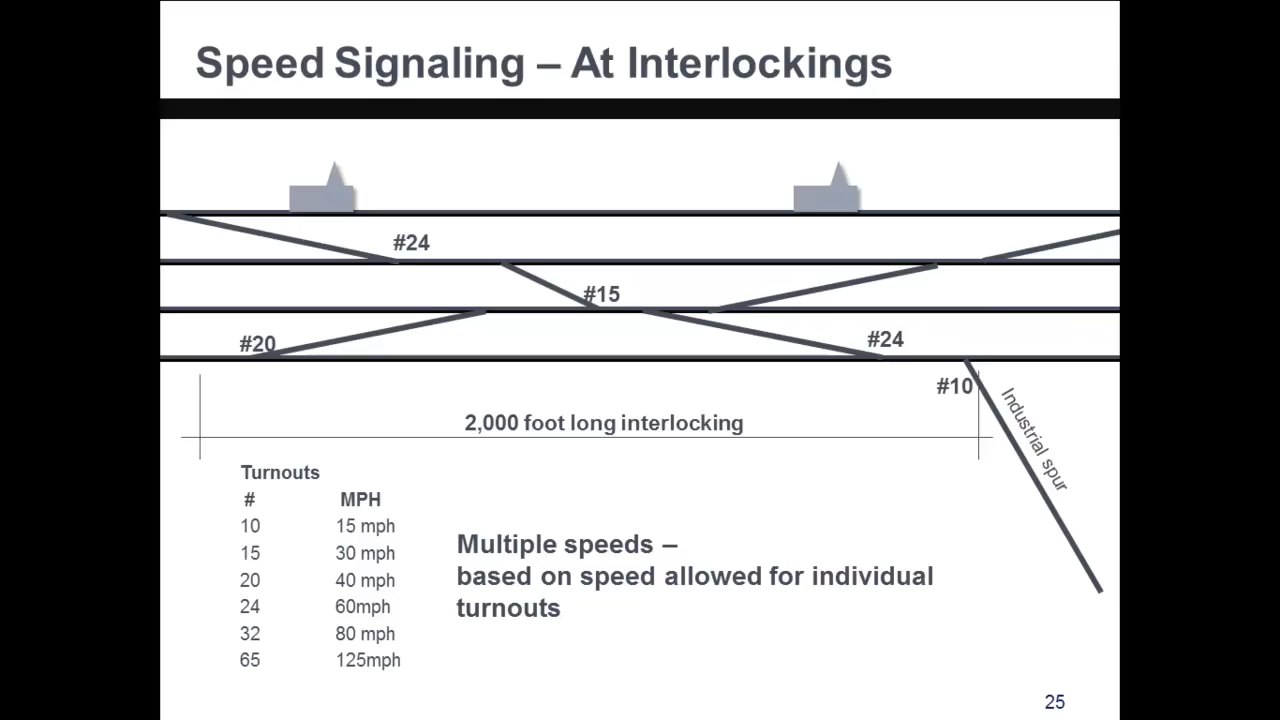 Speed Signaling – At Interlockings
#24
#15
#20
#24
#10
Industrial spur
2,000 foot long interlocking
Turnouts
# MPH
10 15 mph
15 30 mph
20 40 mph
24 60mph
32 80 mph
65 125mph
Multiple speeds –
based on speed allowed for individual
turnouts
25